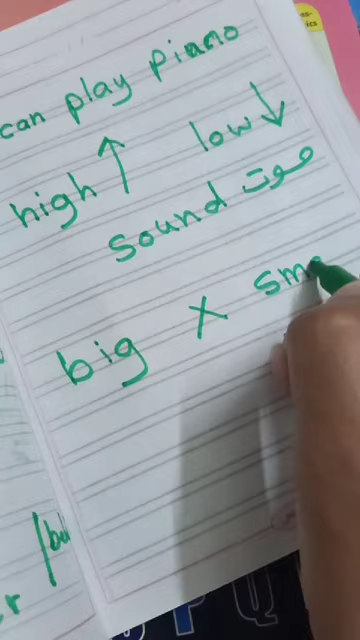 can play piano
high ↑ low ↓
sound صوت
big X sm